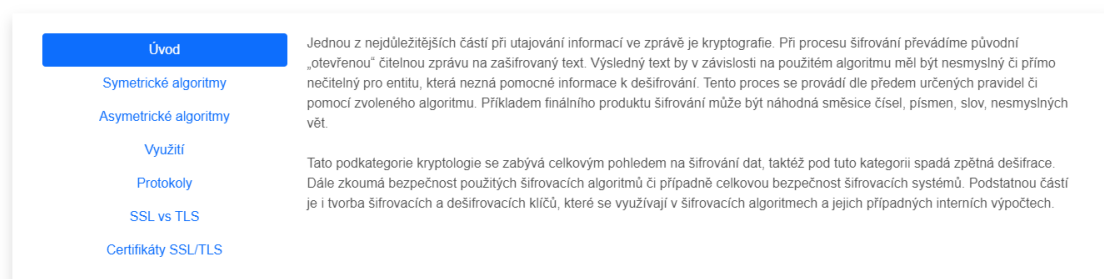 Úvod
Symetrické algoritmy
Asymetrické algoritmy
Využití
Protokoly
SSL vs TLS
Certifikáty SSL/TLS
Jednou z nejdůležitějších částí při utajování informací ve zprávě je kryptografie. Při procesu šifrování převádíme původní
„otevřenou“ čitelnou zprávu na zašifrovaný text. Výsledný text by v závislosti na použitém algoritmu měl být nesmyslný či přímo
nečitelný pro entitu, která nezná pomocné informace k dešifrování. Tento proces se provádí dle předem určených pravidel či
pomocí zvoleného algoritmu. Příkladem finálního produktu šifrování může být náhodná směsice čísel, písmen, slov, nesmyslných
vět.
Tato podkategorie kryptologie se zabývá celkovým pohledem na šifrování dat, taktéž pod tuto kategorii spadá zpětná dešifrace.
Dále zkoumá bezpečnost použitých šifrovacích algoritmů či případně celkovou bezpečnost šifrovacích systémů. Podstatnou částí
je i tvorba šifrovacích a dešifrovacích klíčů, které se využívají v šifrovacích algoritmech a jejich případných interních výpočtech.